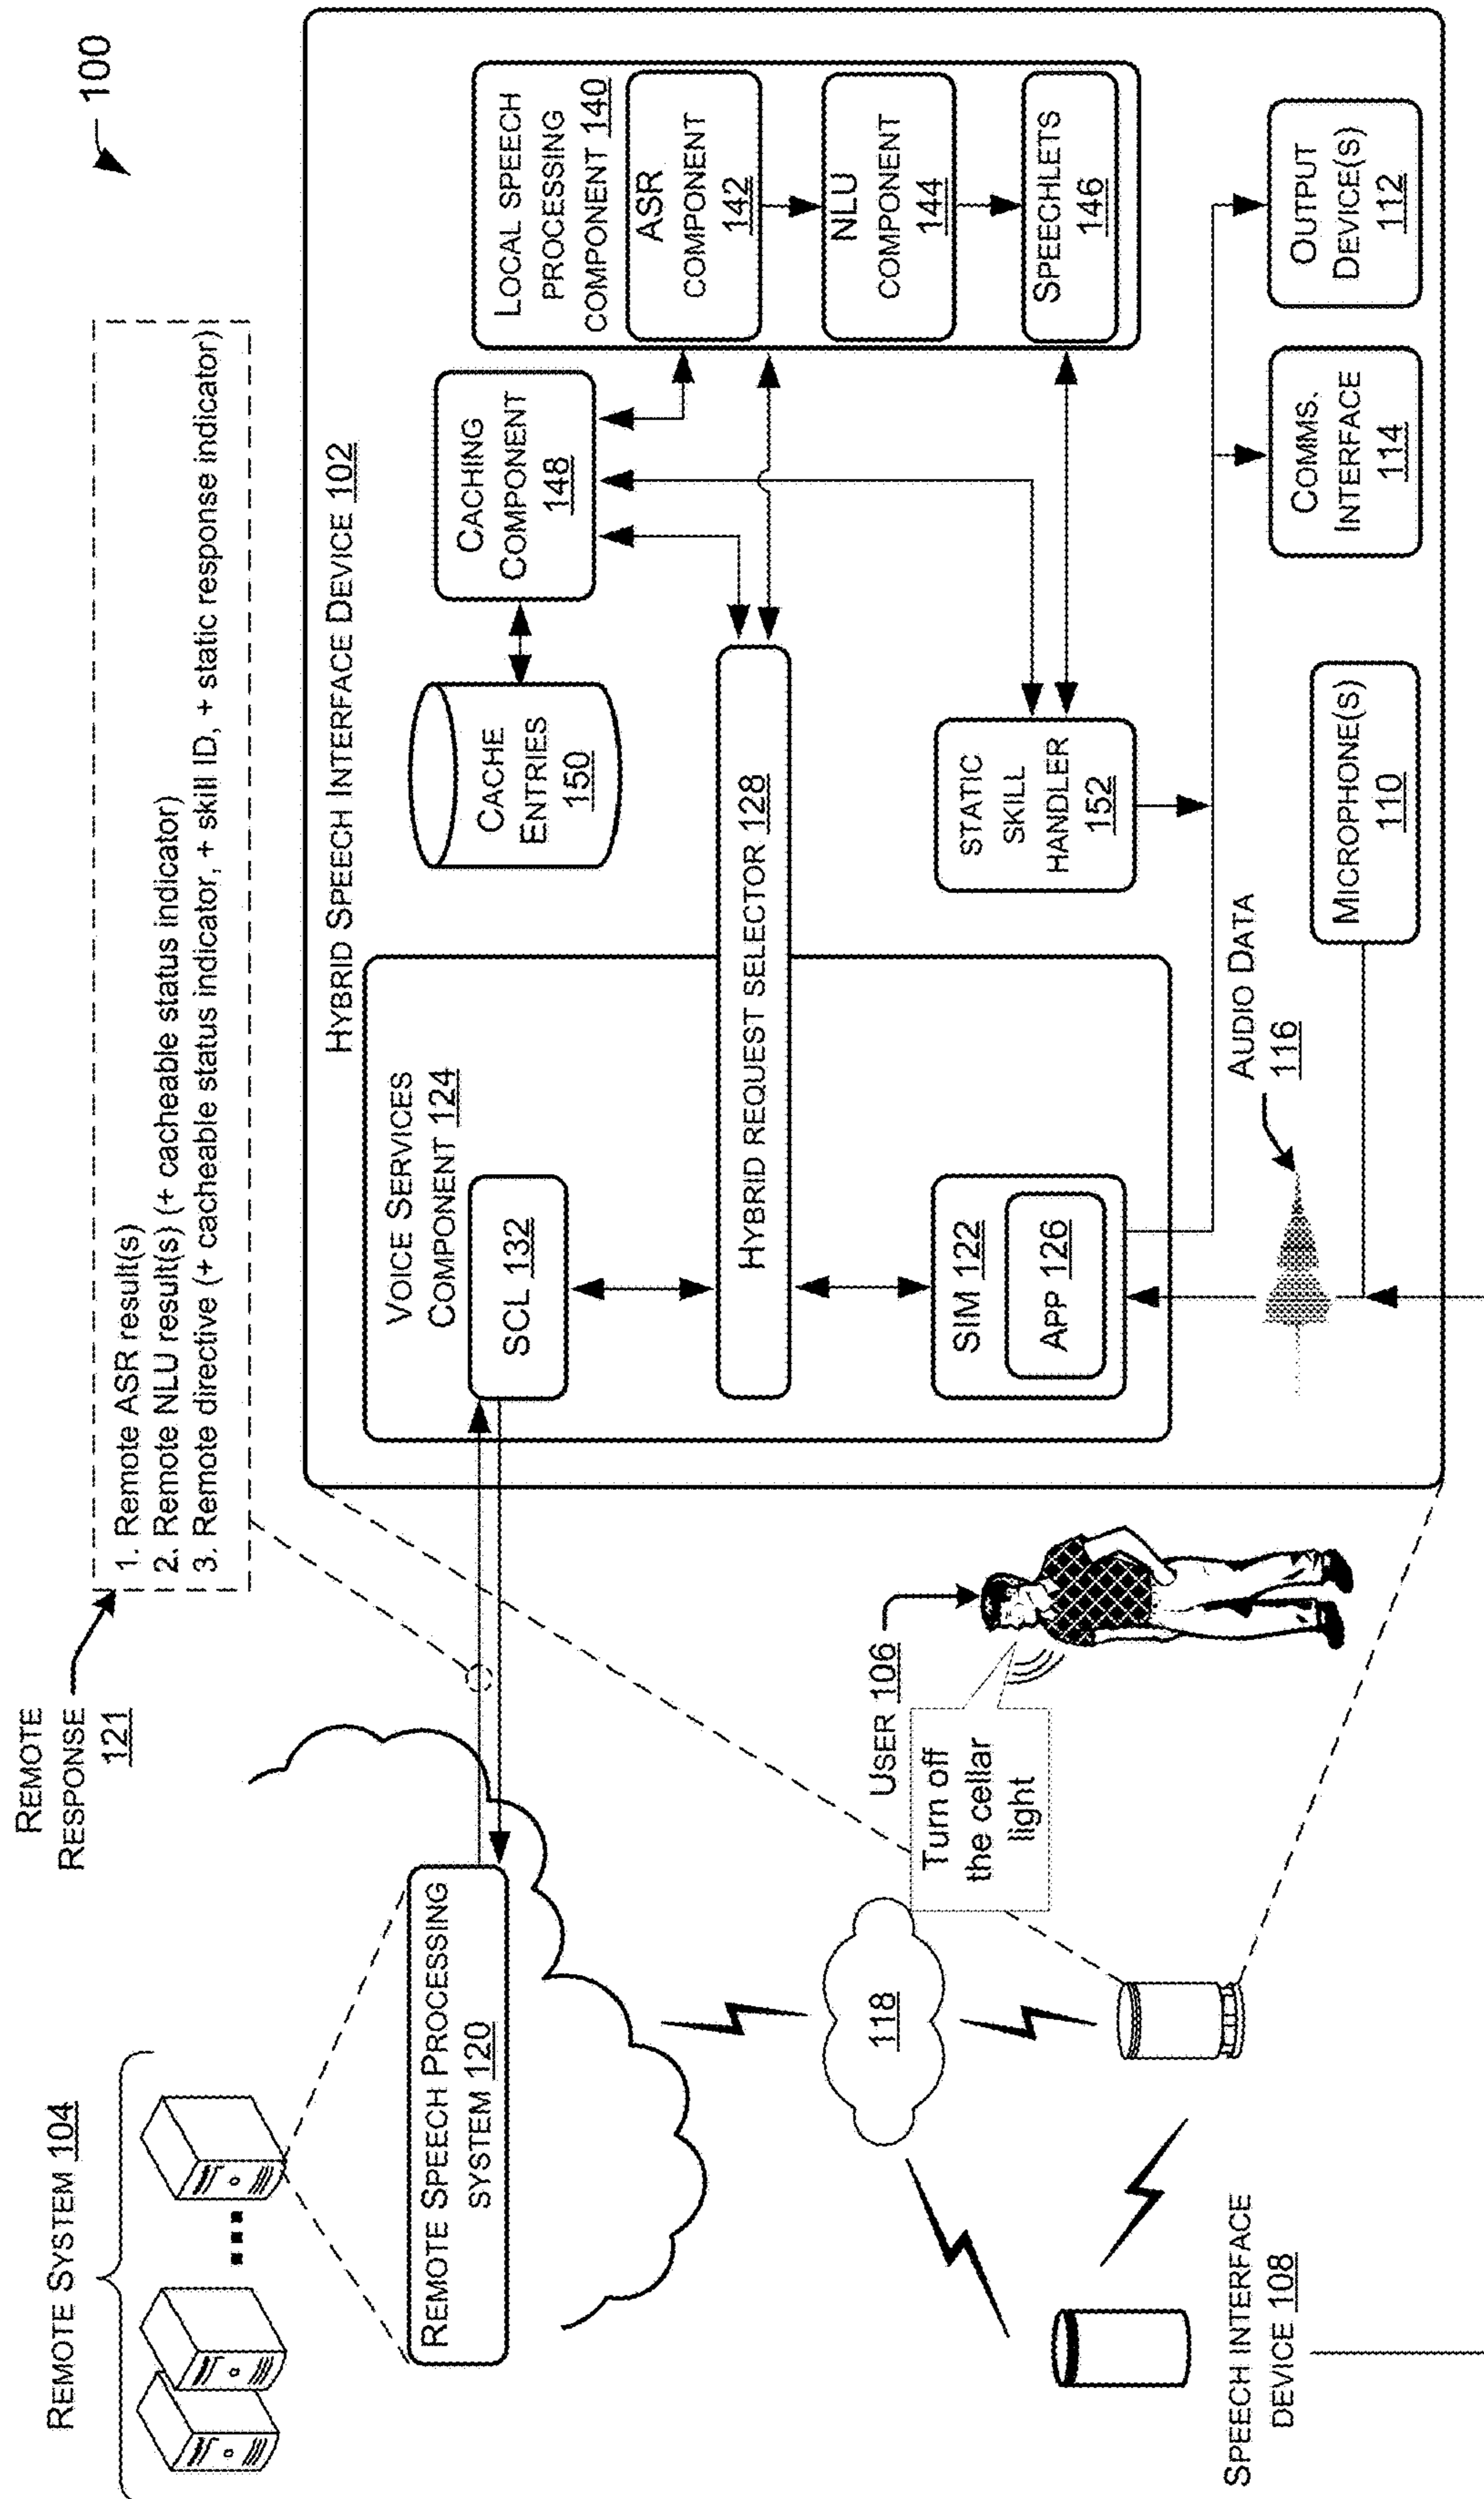 100
REMOTE
RESPONSE
121
1. Remote ASR result(s)
2. Remote NLU result(s) (+ cacheable status indicator)
3. Remote directive (+ cacheable status indicator, + skill ID, + static response indicator)
REMOTE SYSTEM 104
REMOTE SPEECH PROCESSING
SYSTEM 120
118
USER 106
Turn off
the cellar
light
SPEECH INTERFACE
DEVICE 108
HYBRID SPEECH INTERFACE DEVICE 102
VOICE SERVICES
COMPONENT 124
SCL 132
HYBRID REQUEST SELECTOR 128
SIM 122
APP 126
AUDIO DATA
116
MICROPHONE(S)
110
CACHE
ENTRIES
150
CACHING
COMPONENT
148
STATIC
SKILL
HANDLER
152
LOCAL SPEECH
PROCESSING
COMPONENT 140
ASR
COMPONENT
142
NLU
COMPONENT
144
SPEECHLETS
146
COMMS.
INTERFACE
114
OUTPUT
DEVICE(S)
112